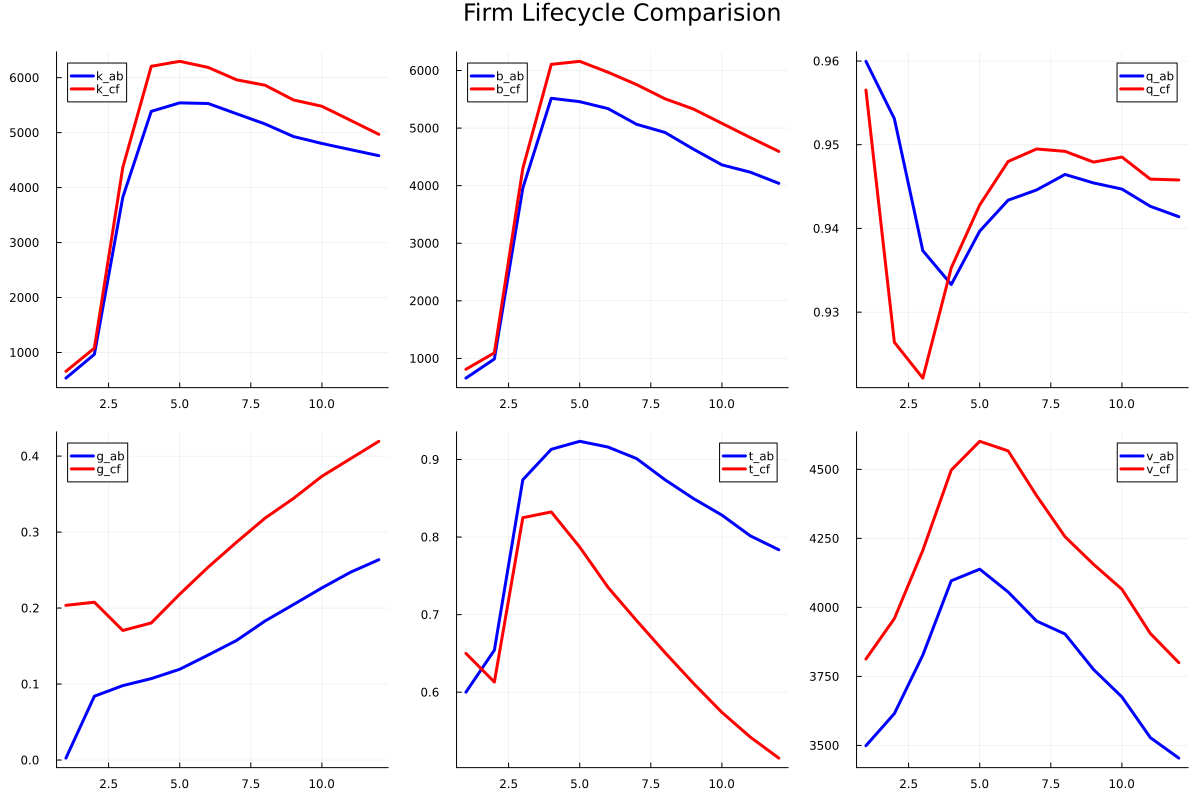 Firm Lifecycle Comparision
k_ab
k_cf
6000
5000
4000
3000
2000
1000
2.5 5.0 7.5 10.0
b_ab
b_cf
6000
5000
4000
3000
2000
1000
2.5 5.0 7.5 10.0
q_ab
q_cf
0.96
0.95
0.94
0.93
2.5 5.0 7.5 10.0
g_ab
g_cf
0.4
0.3
0.2
0.1
0.0
2.5 5.0 7.5 10.0
t_ab
t_cf
0.9
0.8
0.7
0.6
2.5 5.0 7.5 10.0
v_ab
v_cf
4500
4250
4000
3750
3500
2.5 5.0 7.5 10.0